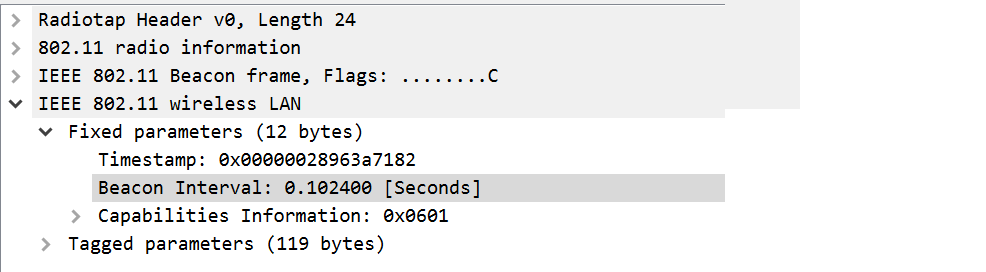 Radiotap Header v0, Length 24
802.11 radio information
IEEE 802.11 Beacon frame, Flags: ........C
IEEE 802.11 wireless LAN
Fixed parameters (12 bytes)
Timestamp: 0x00000028963a7182
Beacon Interval: 0.102400 [Seconds]
Capabilities Information: 0x0601
Tagged parameters (119 bytes)